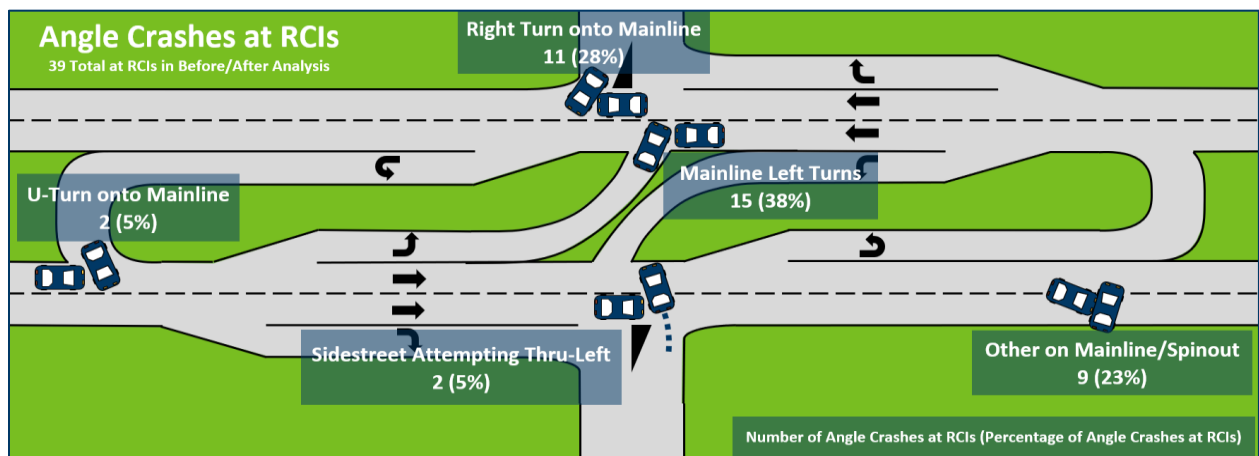 Angle Crashes at RCIs
39 Total at RCIs in Before/After Analysis
Right Turn onto Mainline
11 (28%)
U-Turn onto Mainline
2 (5%)
Mainline Left Turns
15 (38%)
Sidestreet Attempting Thru-Left
2 (5%)
Other on Mainline/Spinout
9 (23%)
Number of Angle Crashes at RCIs (Percentage of Angle Crashes at RCIs)